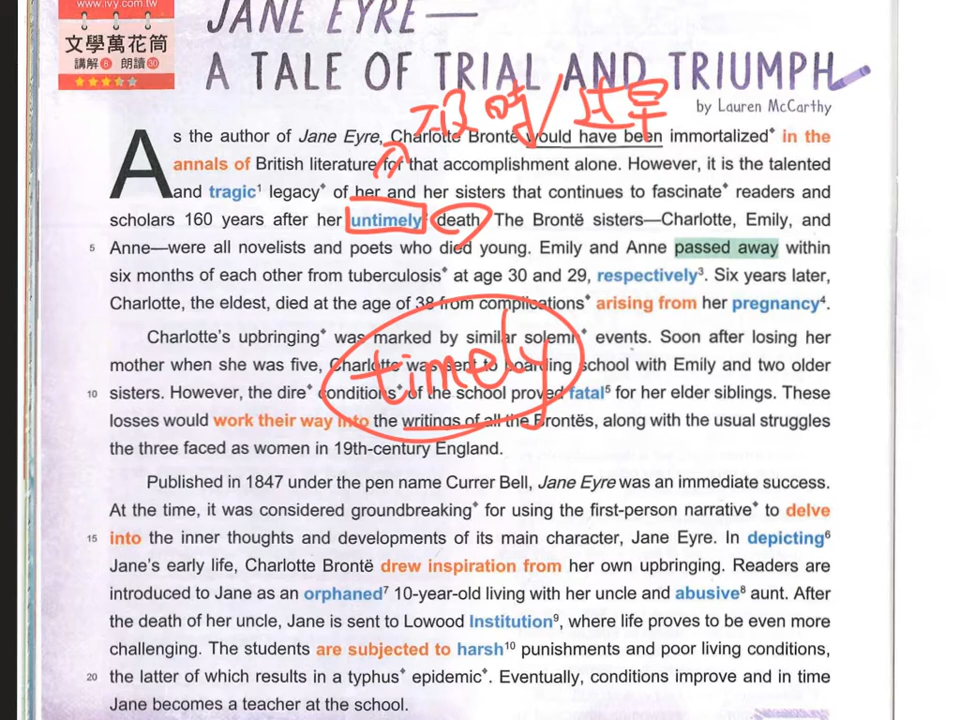 www.ivy.com.tw
文學萬花筒
講解8 朗讀30
JANE EYRE—
A TALE OF TRIAL AND TRIUMPH
by Lauren McCarthy
不及時/過早
As the author of Jane Eyre, Charlotte Brontë would have been immortalized in the
annals of British literature for that accomplishment alone. However, it is the talented
and tragic1 legacy of her and her sisters that continues to fascinate readers and
scholars 160 years after her untimely2 death. The Brontë sisters—Charlotte, Emily, and
5 Anne—were all novelists and poets who died young. Emily and Anne passed away within
six months of each other from tuberculosis at age 30 and 29, respectively3. Six years later,
Charlotte, the eldest, died at the age of 38 from complications arising from her pregnancy4.
Charlotte's upbringing was marked by similar solemn events. Soon after losing her
mother when she was five, Charlotte was sent to boarding school with Emily and two older
timely
10 sisters. However, the dire conditions of the school proved fatal5 for her elder siblings. These
losses would work their way into the writings of all the Brontës, along with the usual struggles
the three faced as women in 19th-century England.
Published in 1847 under the pen name Currer Bell, Jane Eyre was an immediate success.
At the time, it was considered groundbreaking for using the first-person narrative to delve
15 into the inner thoughts and developments of its main character, Jane Eyre. In depicting6
Jane's early life, Charlotte Brontë drew inspiration from her own upbringing. Readers are
introduced to Jane as an orphaned7 10-year-old living with her uncle and abusive8 aunt. After
the death of her uncle, Jane is sent to Lowood Institution9, where life proves to be even more
challenging. The students are subjected to harsh10 punishments and poor living conditions,
20 the latter of which results in a typhus epidemic. Eventually, conditions improve and in time
Jane becomes a teacher at the school.